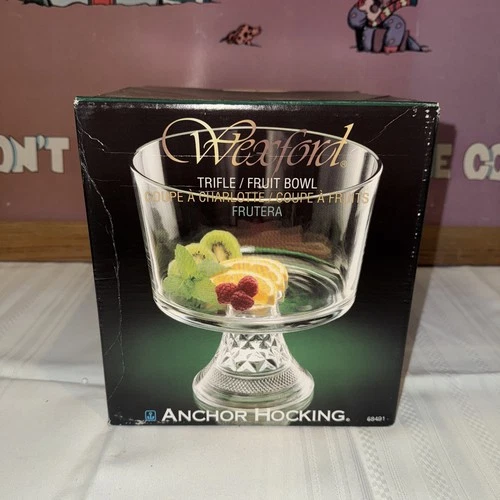 ON'T
E CO
Wexford®
TRIFLE / FRUIT BOWL
COUPE À CHARLOTTE / COUPE À FRUITS
FRUTERA
ANCHOR HOCKING®
68481